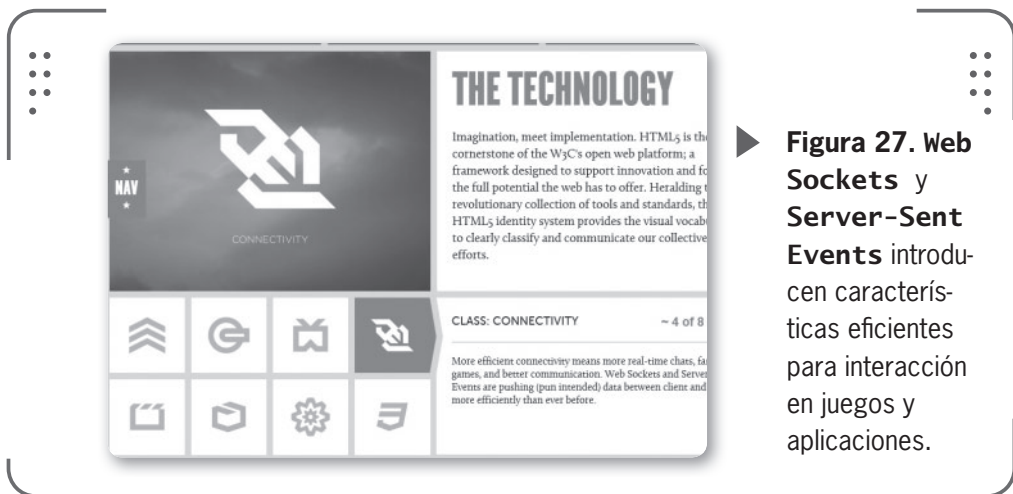 NAV
CONNECTIVITY
THE TECHNOLOGY
Imagination, meet implementation. HTML5 is the
cornerstone of the W3C's open web platform; a
framework designed to support innovation and
the full potential the web has to offer. Heralding
revolutionary collection of tools and standards,
HTML5 identity system provides the visual
to clearly classify and communicate our collective
efforts.
CLASS: CONNECTIVITY
~ 4 of 8
More efficient connectivity means more real-time chats,
games, and better communication. Web Sockets and
Events are pushing (pun intended) data between client and
more efficiently than ever before.
Figura 27. Web
Sockets y
Server-Sent
Events introdu-
cen caracterís-
ticas eficientes
para interacción
en juegos y
aplicaciones.